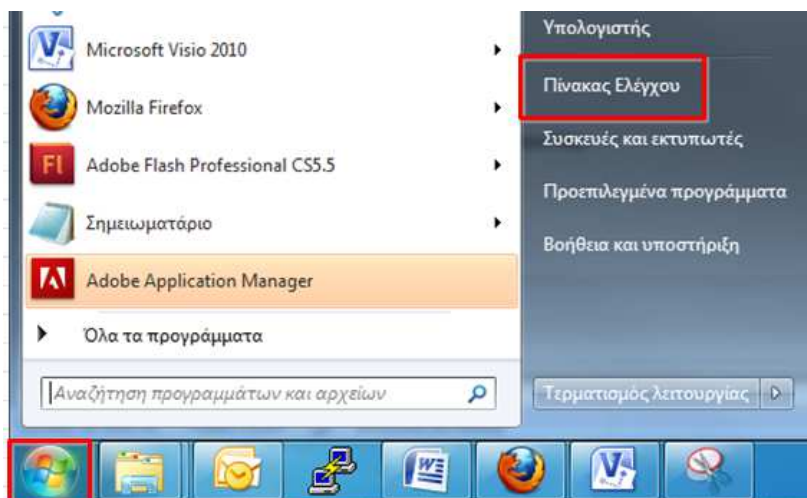 Microsoft Visio 2010
Mozilla Firefox
Adobe Flash Professional CS5.5
Σημειωματάριο
Adobe Application Manager
Όλα τα προγράμματα
Αναζήτηση προγραμμάτων και αρχείων
Υπολογιστής
Πίνακας Ελέγχου
Συσκευές και εκτυπωτές
Προεπιλεγμένα προγράμματα
Βοήθεια και υποστήριξη
Τερματισμός λειτουργίας